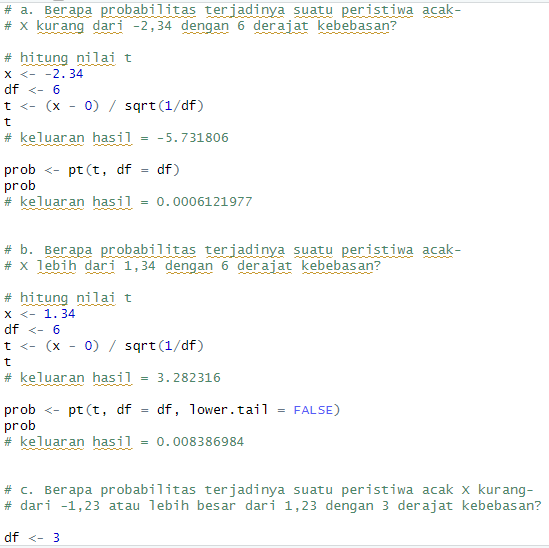 # a. Berapa probabilitas terjadinya suatu peristiwa acak-
# X kurang dari -2,34 dengan 6 derajat kebebasan?
# hitung nilai t
x <- -2.34
df <- 6
t <- (x - 0) / sqrt(1/df)
t
# keluaran hasil = -5.731806
prob <- pt(t, df = df)
prob
# keluaran hasil = 0.0006121977
# b. Berapa probabilitas terjadinya suatu peristiwa acak-
# X lebih dari 1,34 dengan 6 derajat kebebasan?
# hitung nilai t
x <- 1.34
df <- 6
t <- (x - 0) / sqrt(1/df)
t
# keluaran hasil = 3.282316
prob <- pt(t, df = df, lower.tail = FALSE)
prob
# keluaran hasil = 0.008386984
# c. Berapa probabilitas terjadinya suatu peristiwa acak X kurang-
# dari -1,23 atau lebih besar dari 1,23 dengan 3 derajat kebebasan?
df <- 3